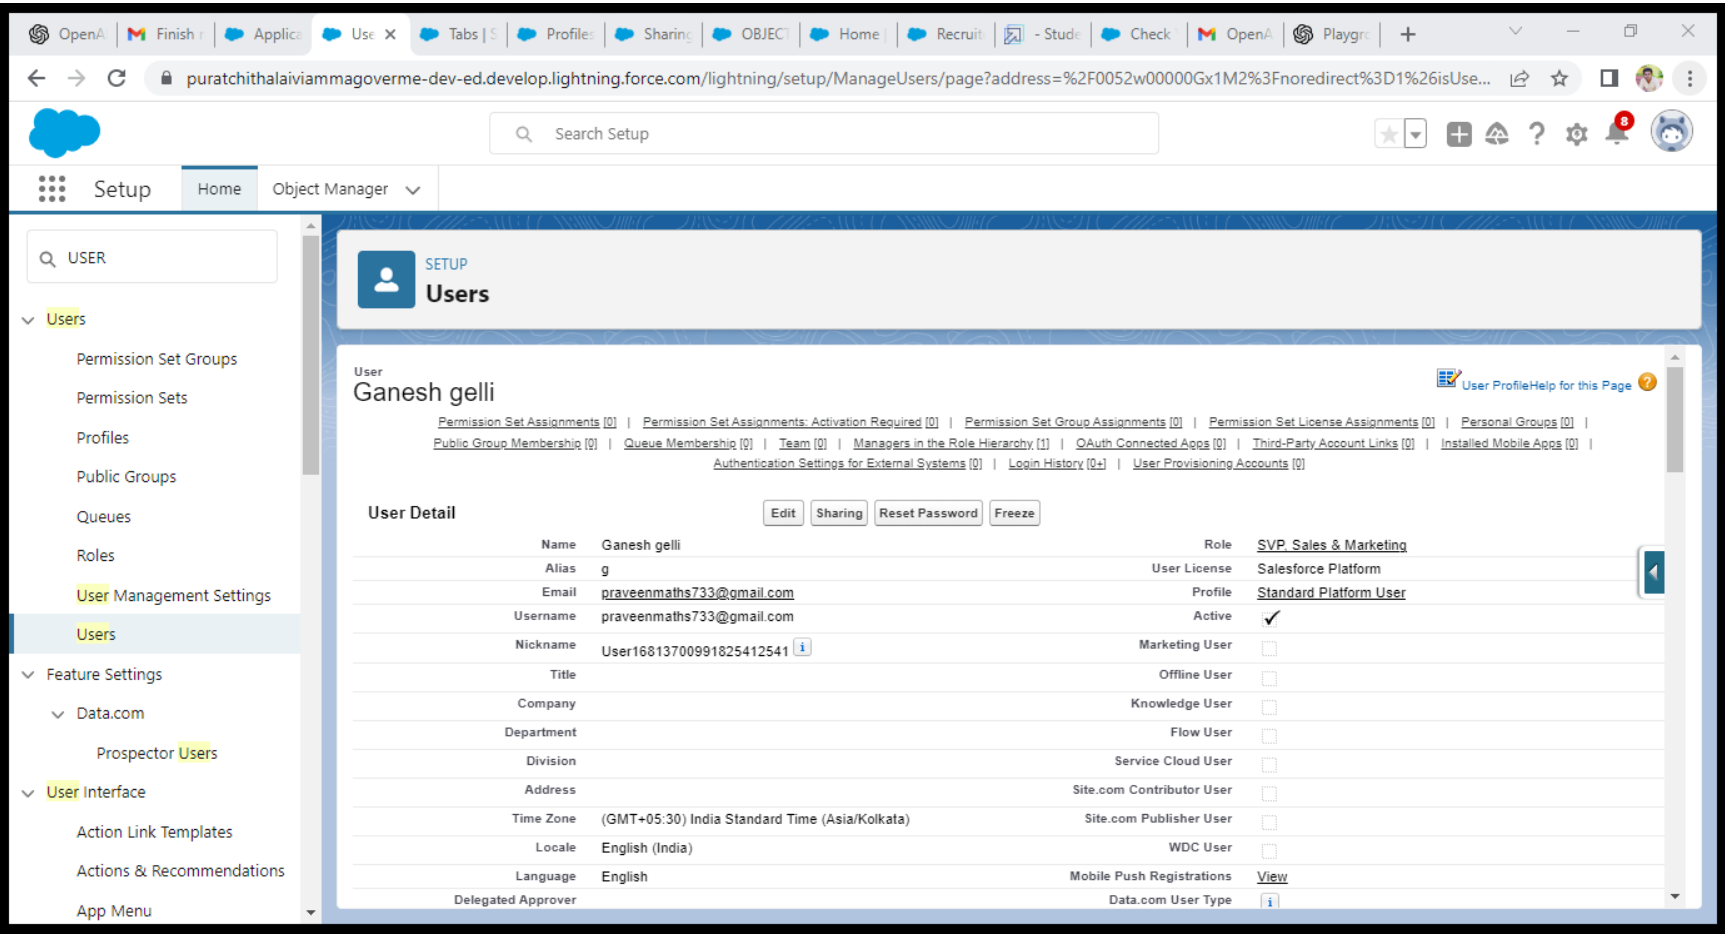 OpenA Finish r Applica Use Tabs | S Profiles Sharing OBJECT Home | Recruit - Stude Check OpenA Playgro
puratchithalaiviammagoverme-dev-ed.develop.lightning.force.com/lightning/setup/ManageUsers/page?address=%2F0052w00000Gx1M2%3Fnoredirect%3D1%26isUse...
Search Setup
8
Setup Home Object Manager
USER
Users
Permission Set Groups
Permission Sets
Profiles
Public Groups
Queues
Roles
User Management Settings
Users
Feature Settings
Data.com
Prospector Users
User Interface
Action Link Templates
Actions & Recommendations
App Menu
SETUP
Users
User
Ganesh gelli
User Profile Help for this Page ?
Permission Set Assignments [0] | Permission Set Assignments: Activation Required [0] | Permission Set Group Assignments [0] | Permission Set License Assignments [0] | Personal Groups [0] |
Public Group Membership [0] | Queue Membership [0] | Team [0] | Managers in the Role Hierarchy [1] | OAuth Connected Apps [0] | Third-Party Account Links [0] | Installed Mobile Apps [0] |
Authentication Settings for External Systems [0] | Login History [0+] | User Provisioning Accounts [0]
User Detail Edit Sharing Reset Password Freeze
Name Ganesh gelli Role SVP, Sales & Marketing
Alias g User License Salesforce Platform
Email praveenmaths733@gmail.com Profile Standard Platform User
Username praveenmaths733@gmail.com Active ✓
Nickname User16813700991825412541 i Marketing User
Title Offline User
Company Knowledge User
Department Flow User
Division Service Cloud User
Address Site.com Contributor User
Time Zone (GMT+05:30) India Standard Time (Asia/Kolkata) Site.com Publisher User
Locale English (India) WDC User
Language English Mobile Push Registrations View
Delegated Approver Data.com User Type i